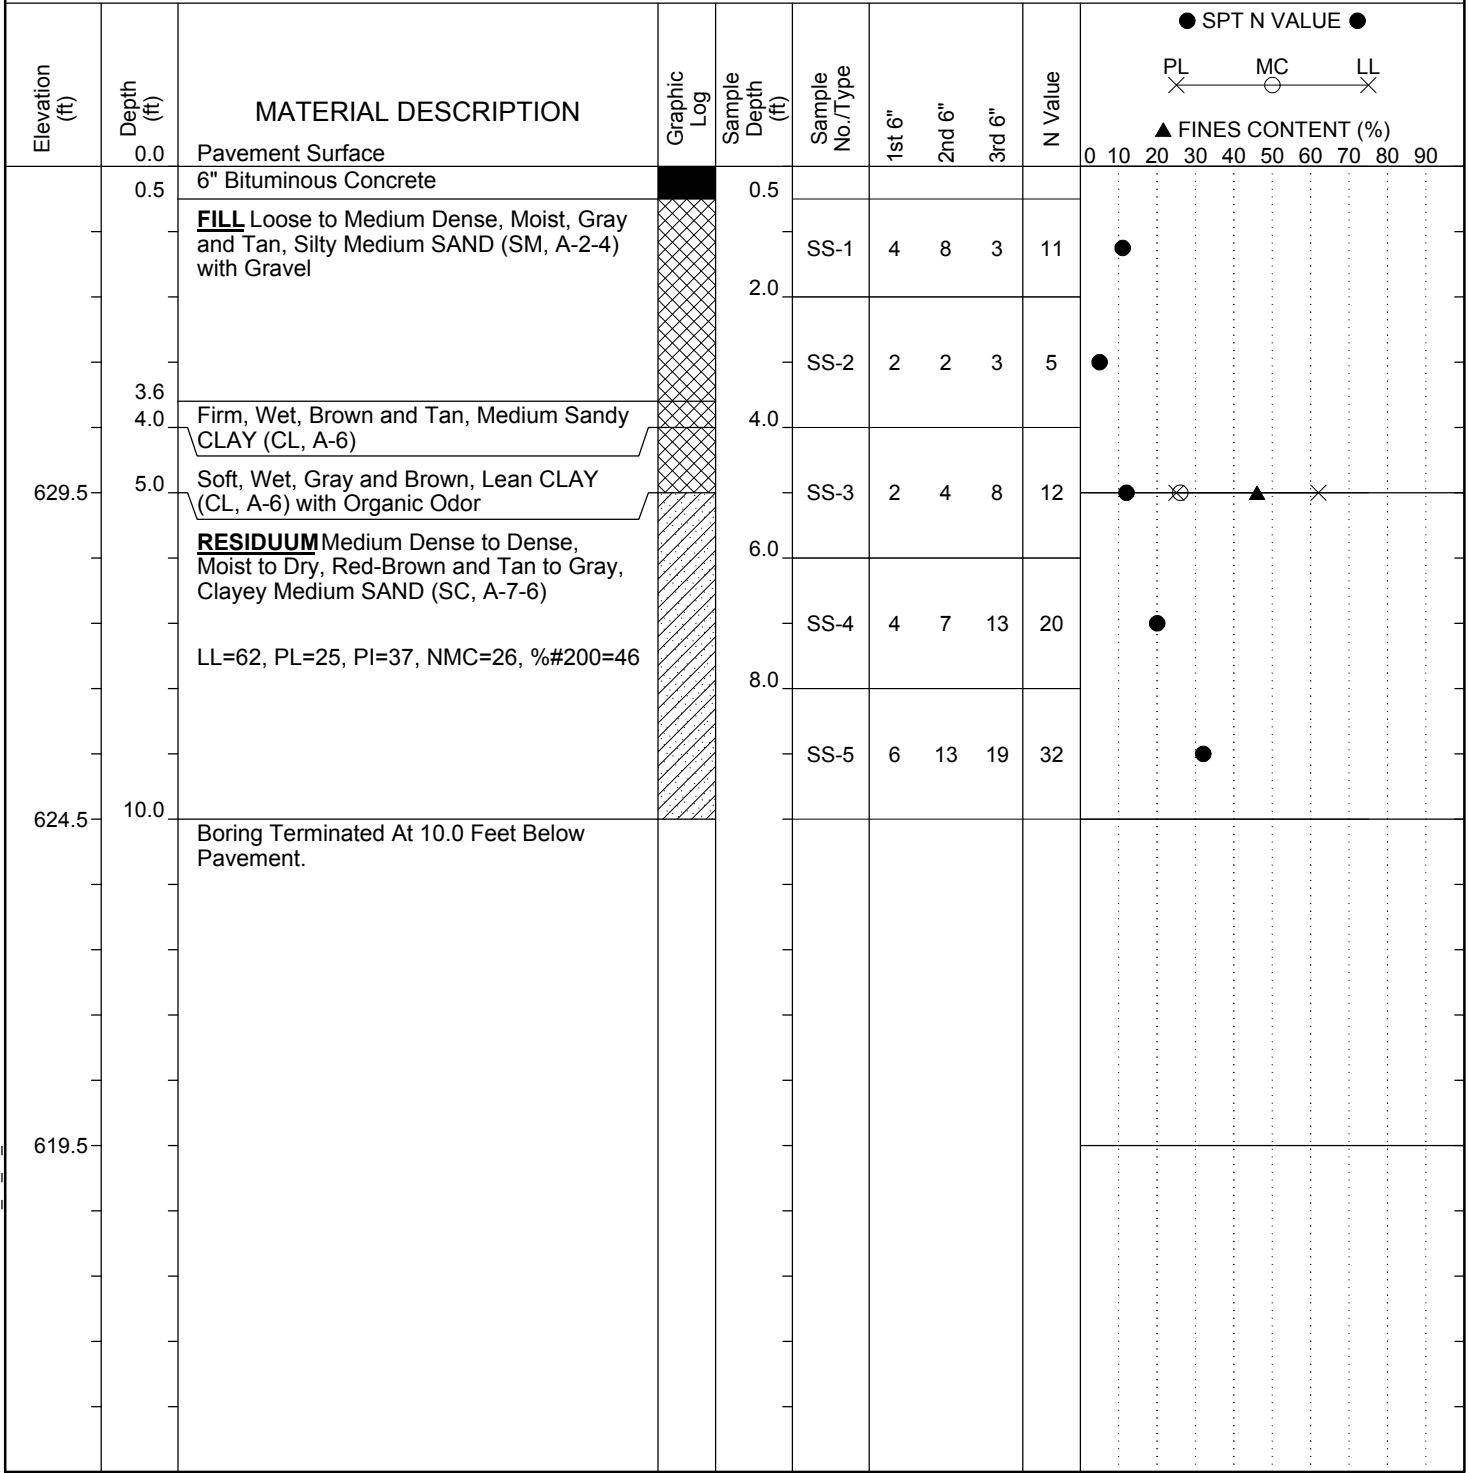 ● SPT N VALUE ●
PL MC LL
▲ FINES CONTENT (%)
0 10 20 30 40 50 60 70 80 90
Elevation (ft)
Depth (ft)
MATERIAL DESCRIPTION
Graphic Log
Sample Depth (ft)
Sample No./Type
1st 6"
2nd 6"
3rd 6"
N Value
0.0 Pavement Surface
0.5 6" Bituminous Concrete 0.5
FILL Loose to Medium Dense, Moist, Gray
and Tan, Silty Medium SAND (SM, A-2-4)
with Gravel
SS-1 4 8 3 11
2.0
SS-2 2 2 3 5
3.6
4.0 Firm, Wet, Brown and Tan, Medium Sandy 4.0
CLAY (CL, A-6)
629.5 5.0 Soft, Wet, Gray and Brown, Lean CLAY
(CL, A-6) with Organic Odor
SS-3 2 4 8 12
RESIDUUM Medium Dense to Dense,
Moist to Dry, Red-Brown and Tan to Gray,
Clayey Medium SAND (SC, A-7-6)
6.0
SS-4 4 7 13 20
LL=62, PL=25, PI=37, NMC=26, %#200=46
8.0
SS-5 6 13 19 32
624.5 10.0
Boring Terminated At 10.0 Feet Below
Pavement.
619.5